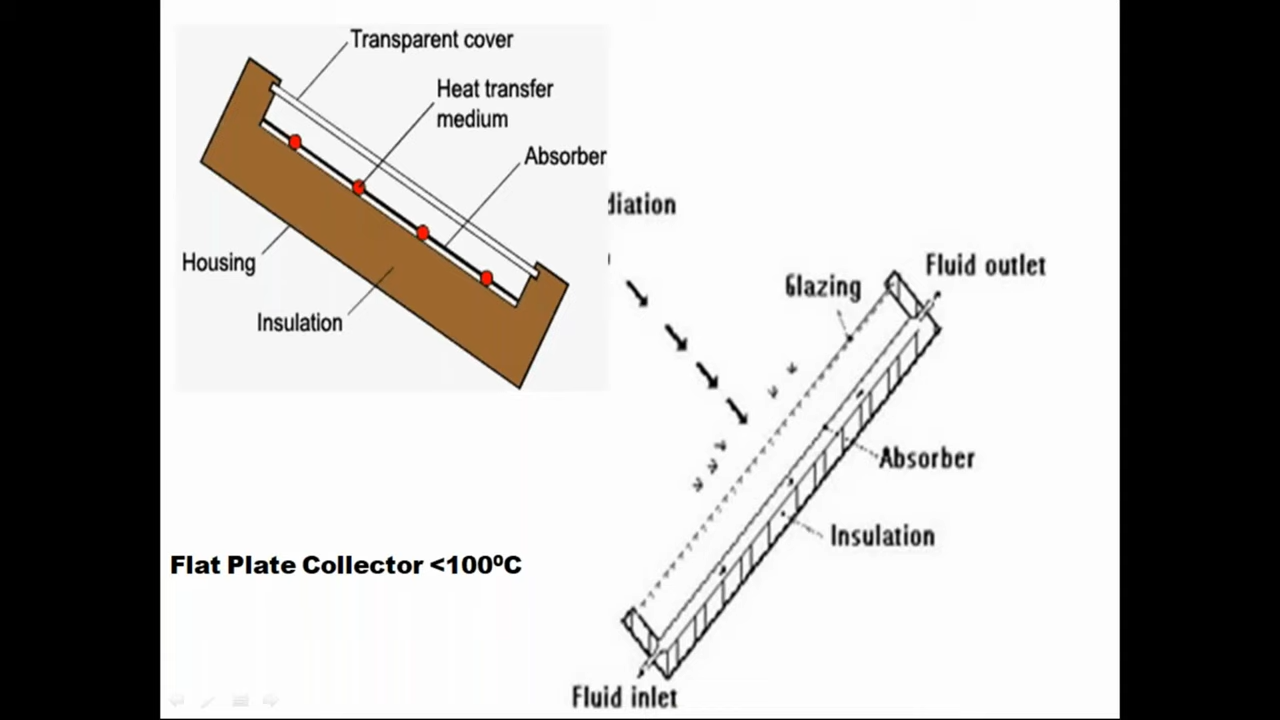 Transparent cover
Heat transfer
medium
Absorber
Housing
Insulation
diation
Glazing
Fluid outlet
Absorber
Insulation
Flat Plate Collector <100⁰C
Fluid inlet